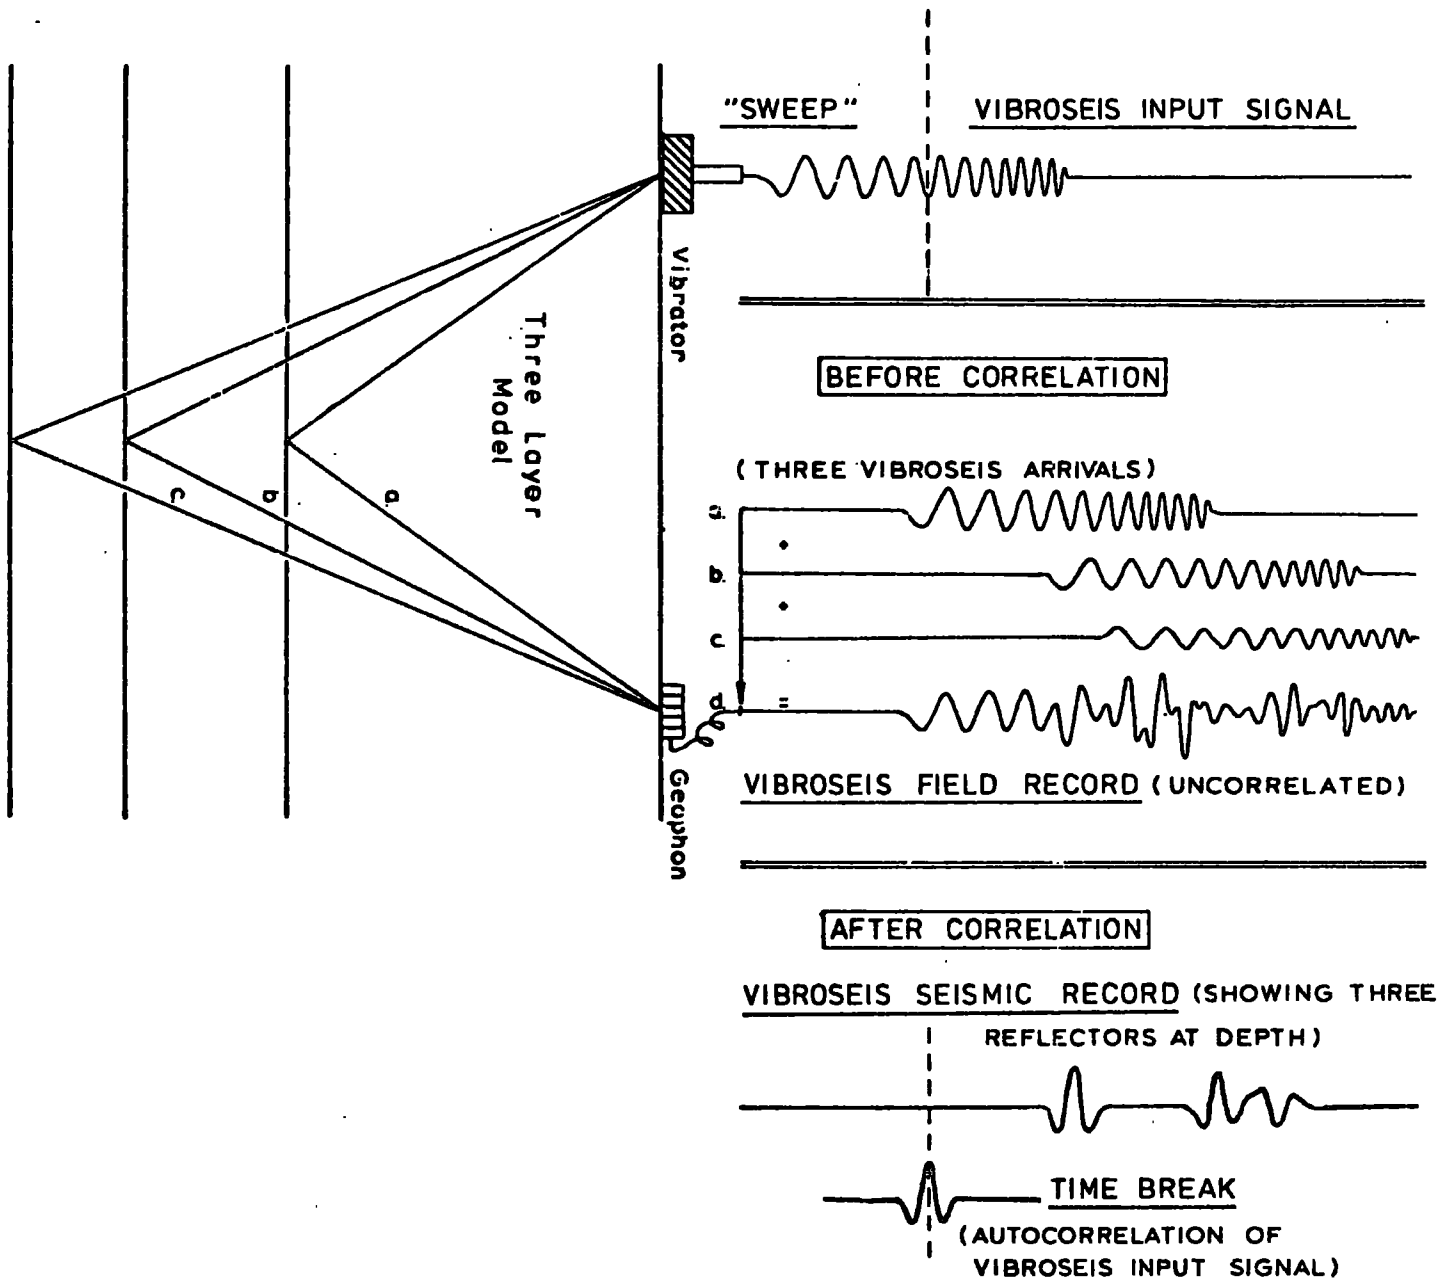 "SWEEP"
VIBROSEIS INPUT SIGNAL
Vibrator
Three Layer
Model
BEFORE CORRELATION
(THREE VIBROSEIS ARRIVALS)
a.
b.
c
d. =
c.
b
a.
VIBROSEIS FIELD RECORD (UNCORRELATED)
Geophon
AFTER CORRELATION
VIBROSEIS SEISMIC RECORD (SHOWING THREE
REFLECTORS AT DEPTH)
TIME BREAK
(AUTOCORRELATION OF
VIBROSEIS INPUT SIGNAL)